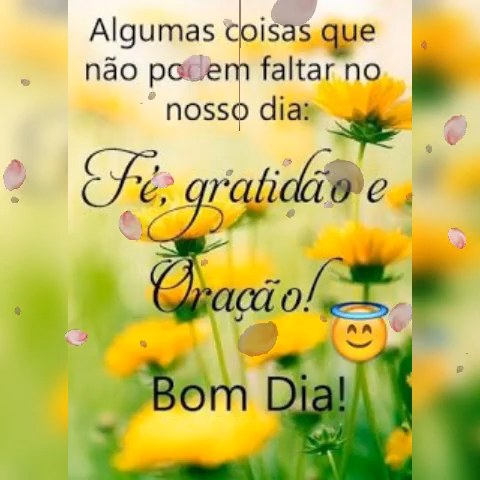 Algumas coisas que
não podem faltar no
nosso dia:
Fé, gratidão e
Oração!
Bom Dia!